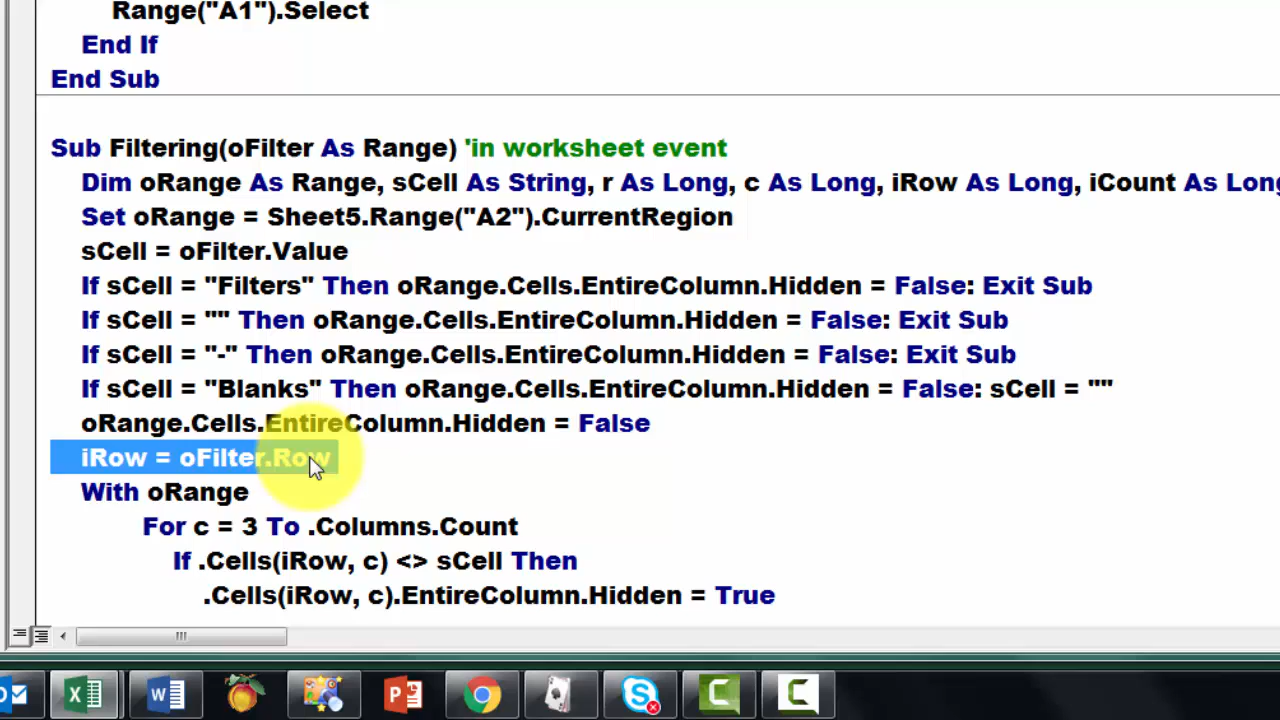 Range("A1").Select
End If
End Sub
Sub Filtering(oFilter As Range) 'in worksheet event
Dim oRange As Range, sCell As String, r As Long, c As Long, iRow As Long, iCount As Long
Set oRange = Sheet5.Range("A2").CurrentRegion
sCell = oFilter.Value
If sCell = "Filters" Then oRange.Cells.EntireColumn.Hidden = False: Exit Sub
If sCell = "" Then oRange.Cells.EntireColumn.Hidden = False: Exit Sub
If sCell = "-" Then oRange.Cells.EntireColumn.Hidden = False: Exit Sub
If sCell = "Blanks" Then oRange.Cells.EntireColumn.Hidden = False: sCell = ""
oRange.Cells.EntireColumn.Hidden = False
iRow = oFilter.Row
With oRange
For c = 3 To .Columns.Count
If .Cells(iRow, c) <> sCell Then
.Cells(iRow, c).EntireColumn.Hidden = True